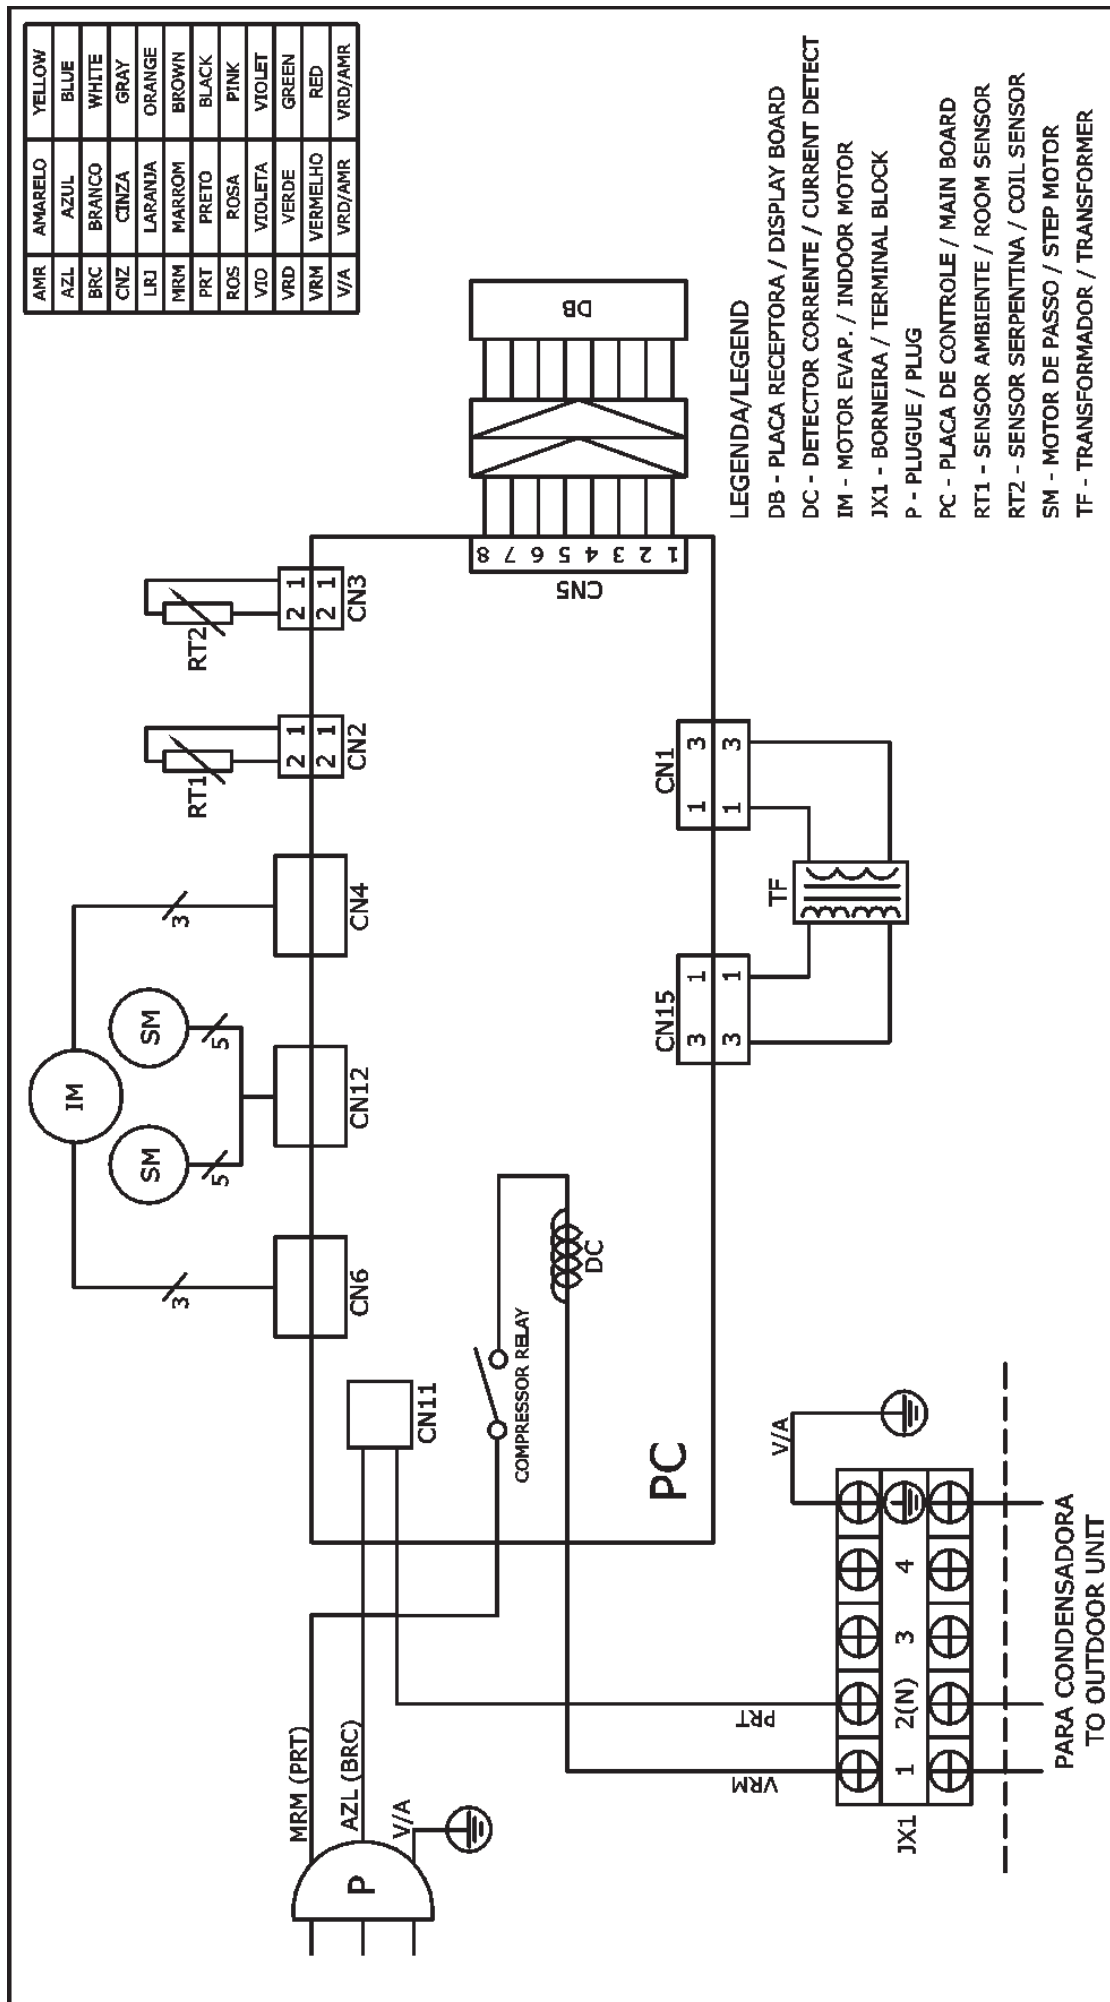 AMR AMARELO YELLOW
AZL AZUL BLUE
BRC BRANCO WHITE
CNZ CINZA GRAY
LRJ LARANJA ORANGE
MRM MARROM BROWN
PRT PRETO BLACK
ROS ROSA PINK
VIO VIOLETA VIOLET
VRD VERDE GREEN
VRM VERMELHO RED
V/A VRD/AMR VRD/AMR
IM
SM
SM
3
5
5
3
RT1
RT2
2 1
2 1
2 1
2 1
CN6
CN12
CN4
CN2
CN3
MRM (PRT)
AZL (BRC)
V/A
P
CN11
COMPRESSOR RELAY
DC
PC
CN5
8
7
6
5
4
3
2
1
DB
CN15
3 1
3 1
CN1
1 3
1 3
TF
VRM
PRT
V/A
JX1
1 2(N) 3 4
PARA CONDENSADORA
TO OUTDOOR UNIT
LEGENDA/LEGEND
DB - PLACA RECEPTORA / DISPLAY BOARD
DC - DETECTOR CORRENTE / CURRENT DETECT
IM - MOTOR EVAP. / INDOOR MOTOR
JX1 - BORNEIRA / TERMINAL BLOCK
P - PLUGUE / PLUG
PC - PLACA DE CONTROLE / MAIN BOARD
RT1 - SENSOR AMBIENTE / ROOM SENSOR
RT2 - SENSOR SERPENTINA / COIL SENSOR
SM - MOTOR DE PASSO / STEP MOTOR
TF - TRANSFORMADOR / TRANSFORMER